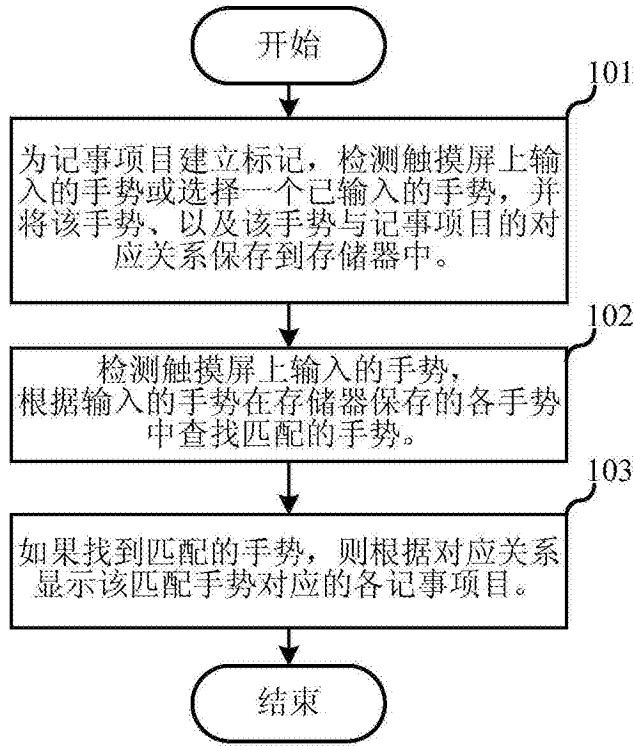 开始
101
为记事项目建立标记，检测触摸屏上输
入的手势或选择一个已输入的手势，并
将该手势、以及该手势与记事项目的对
应关系保存到存储器中。
102
检测触摸屏上输入的手势，
根据输入的手势在存储器保存的各手势
中查找匹配的手势。
103
如果找到匹配的手势，则根据对应关系
显示该匹配手势对应的各记事项目。
结束